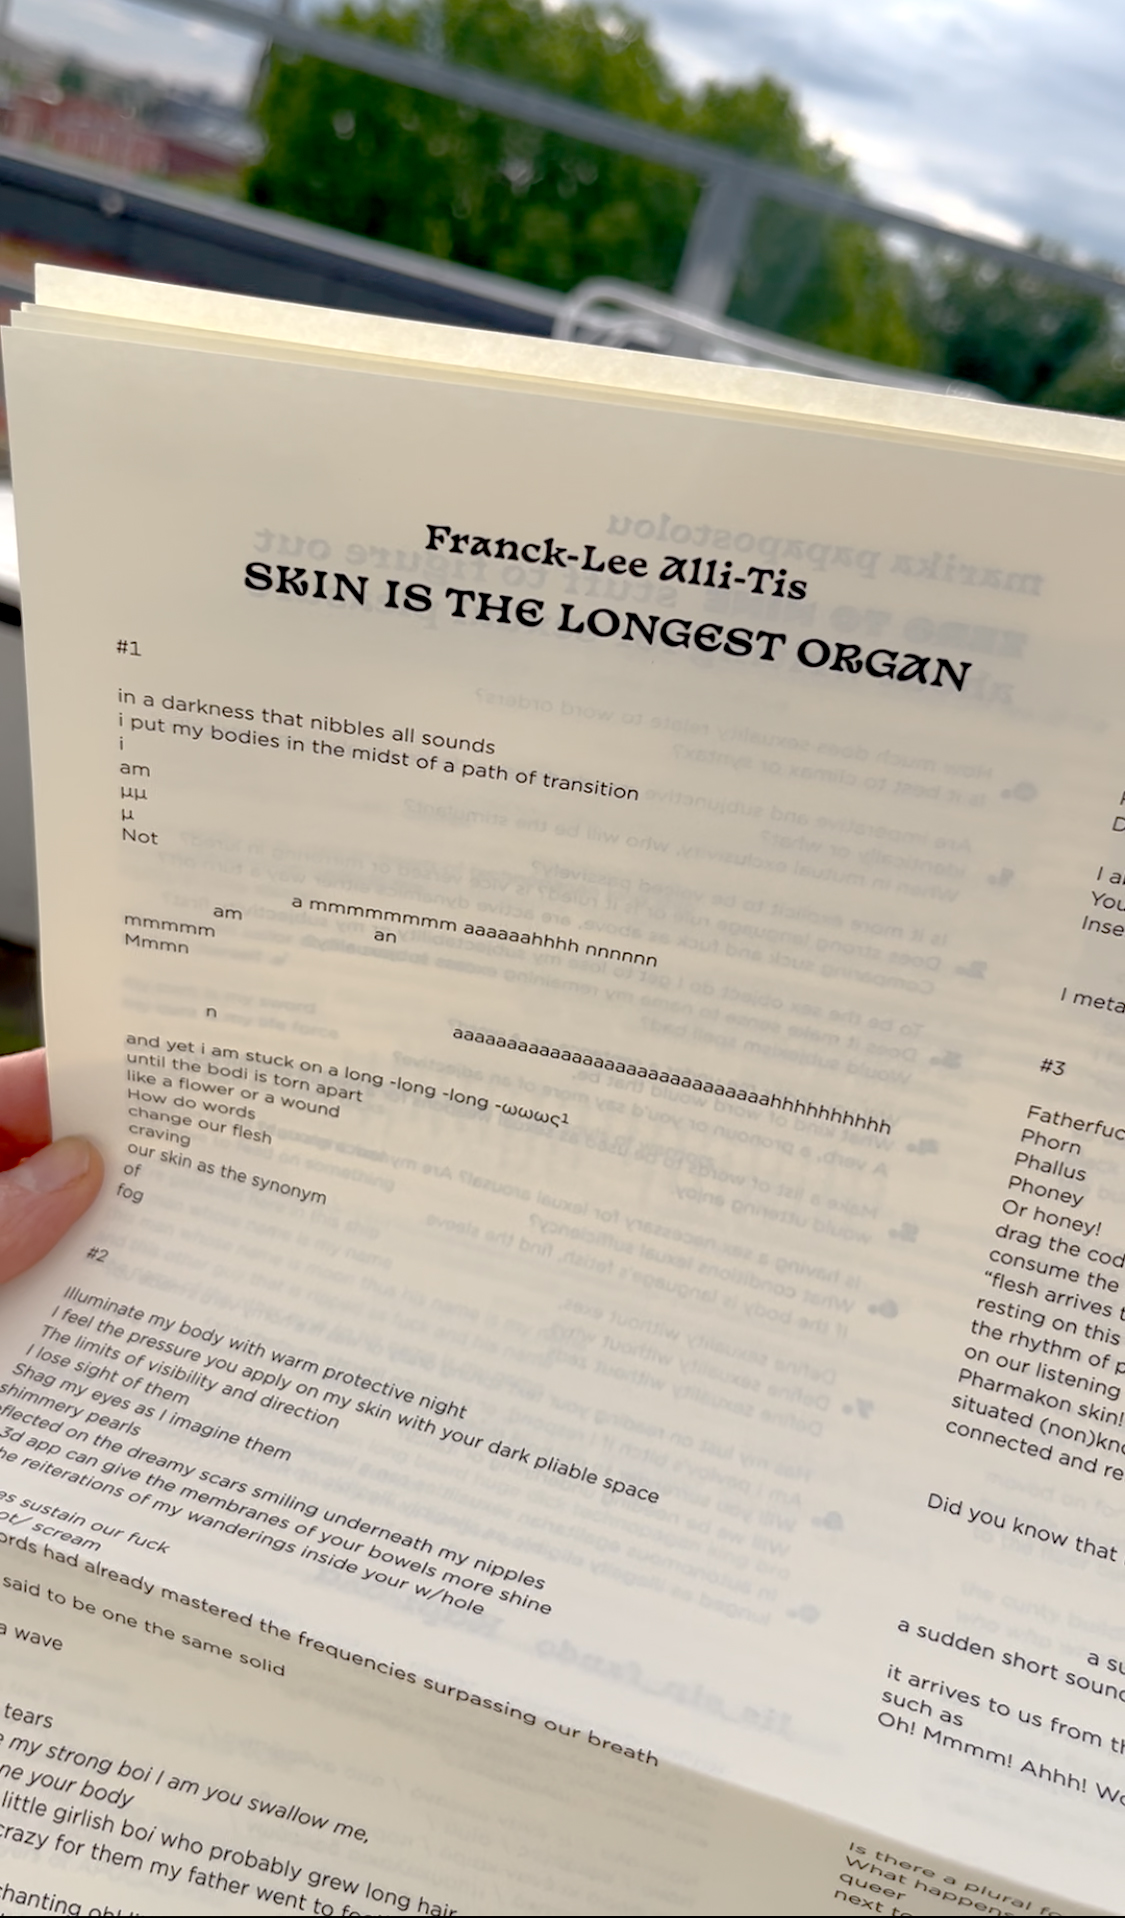 Franck-Lee Alli-Tis
SKIN IS THE LONGEST ORGAN
#1
in a darkness that nibbles all sounds
i put my bodies in the midst of a path of transition
i
am
μμ
μ
Not
a mmmmmmmm aaaaaahhhh nnnnnn
am
mmmmm
an
Mmmn
n
aaaaaaaaaaaaaaaaaaaaaaaaaaaaaahhhhhhhhhhh
and yet i am stuck on a long -long -long -ωωως¹
until the bodi is torn apart
like a flower or a wound
How do words
change our flesh
craving
our skin as the synonym
of
fog
#2
Illuminate my body with warm protective night
I feel the pressure you apply on my skin with your dark pliable space
The limits of visibility and direction
I lose sight of them
Shag my eyes as I imagine them
shimmery pearls
eflected on the dreamy scars smiling underneath my nipples
3d app can give the membranes of your bowels more shine
he reiterations of my wanderings inside your w/hole
es sustain our fuck
ot/ scream
ords had already mastered the frequencies surpassing our breath
said to be one the same solid
a wave
tears
my strong boi I am you swallow me,
ne your body
little girlish boi who probably grew long hair
crazy for them my father went to
hanting
I a
You
Inse
I meta
#3
Fatherfuc
Phorn
Phallus
Phoney
Or honey!
drag the cod
consume the
“flesh arrives t
resting on this
the rhythm of p
on our listening
Pharmakon skin!
situated (non)kno
connected and re
Did you know that
a su
a sudden short sound
it arrives to us from th
such as
Oh! Mmmm! Ahhh! Wo
Is there a plural fo
What happens
queer
next to